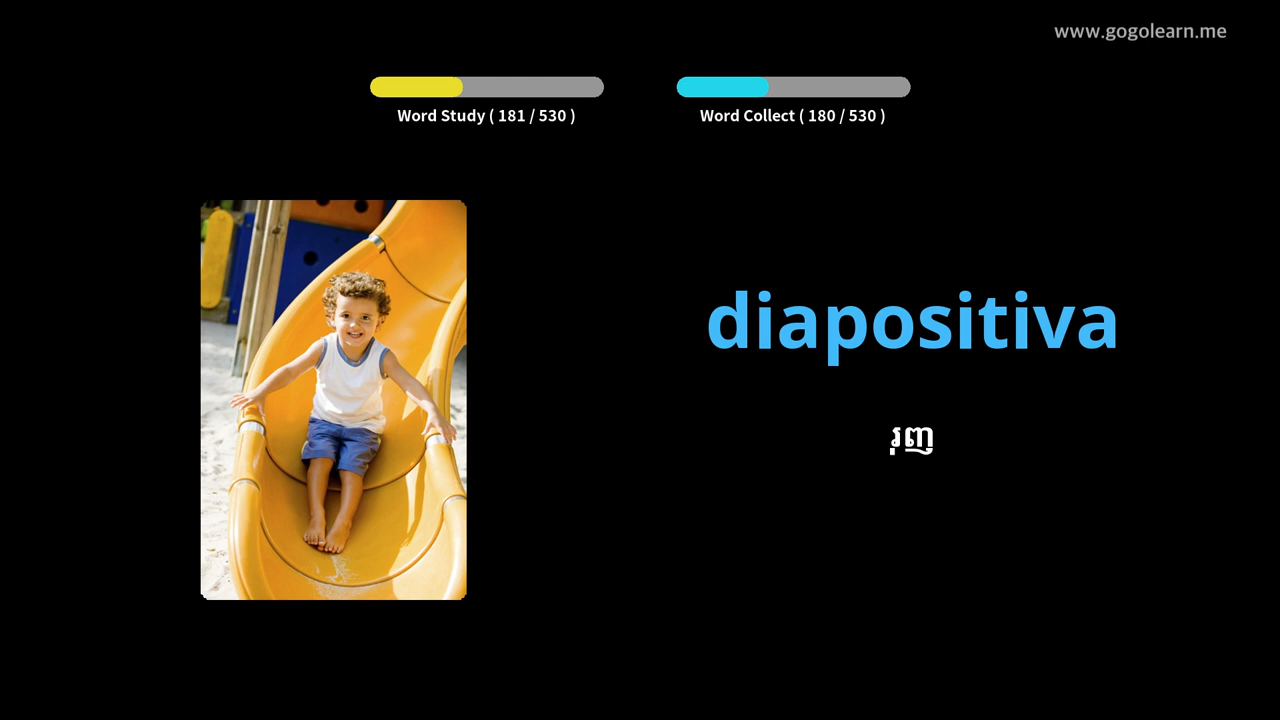 www.gogolearn.me
Word Study ( 181 / 530 )
Word Collect ( 180 / 530 )
diapositiva
រុញ